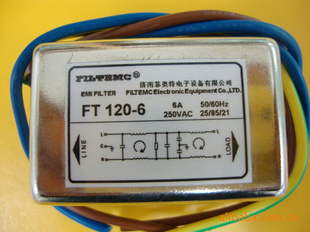 FILTEMC®
济南菲奥特电子设备有限公司
EMI FILTER FILTEMC Electronic Equipment Co.,LTD.
FT 120-6
6A 50/60Hz
250VAC 25/85/21
LINE
LOAD